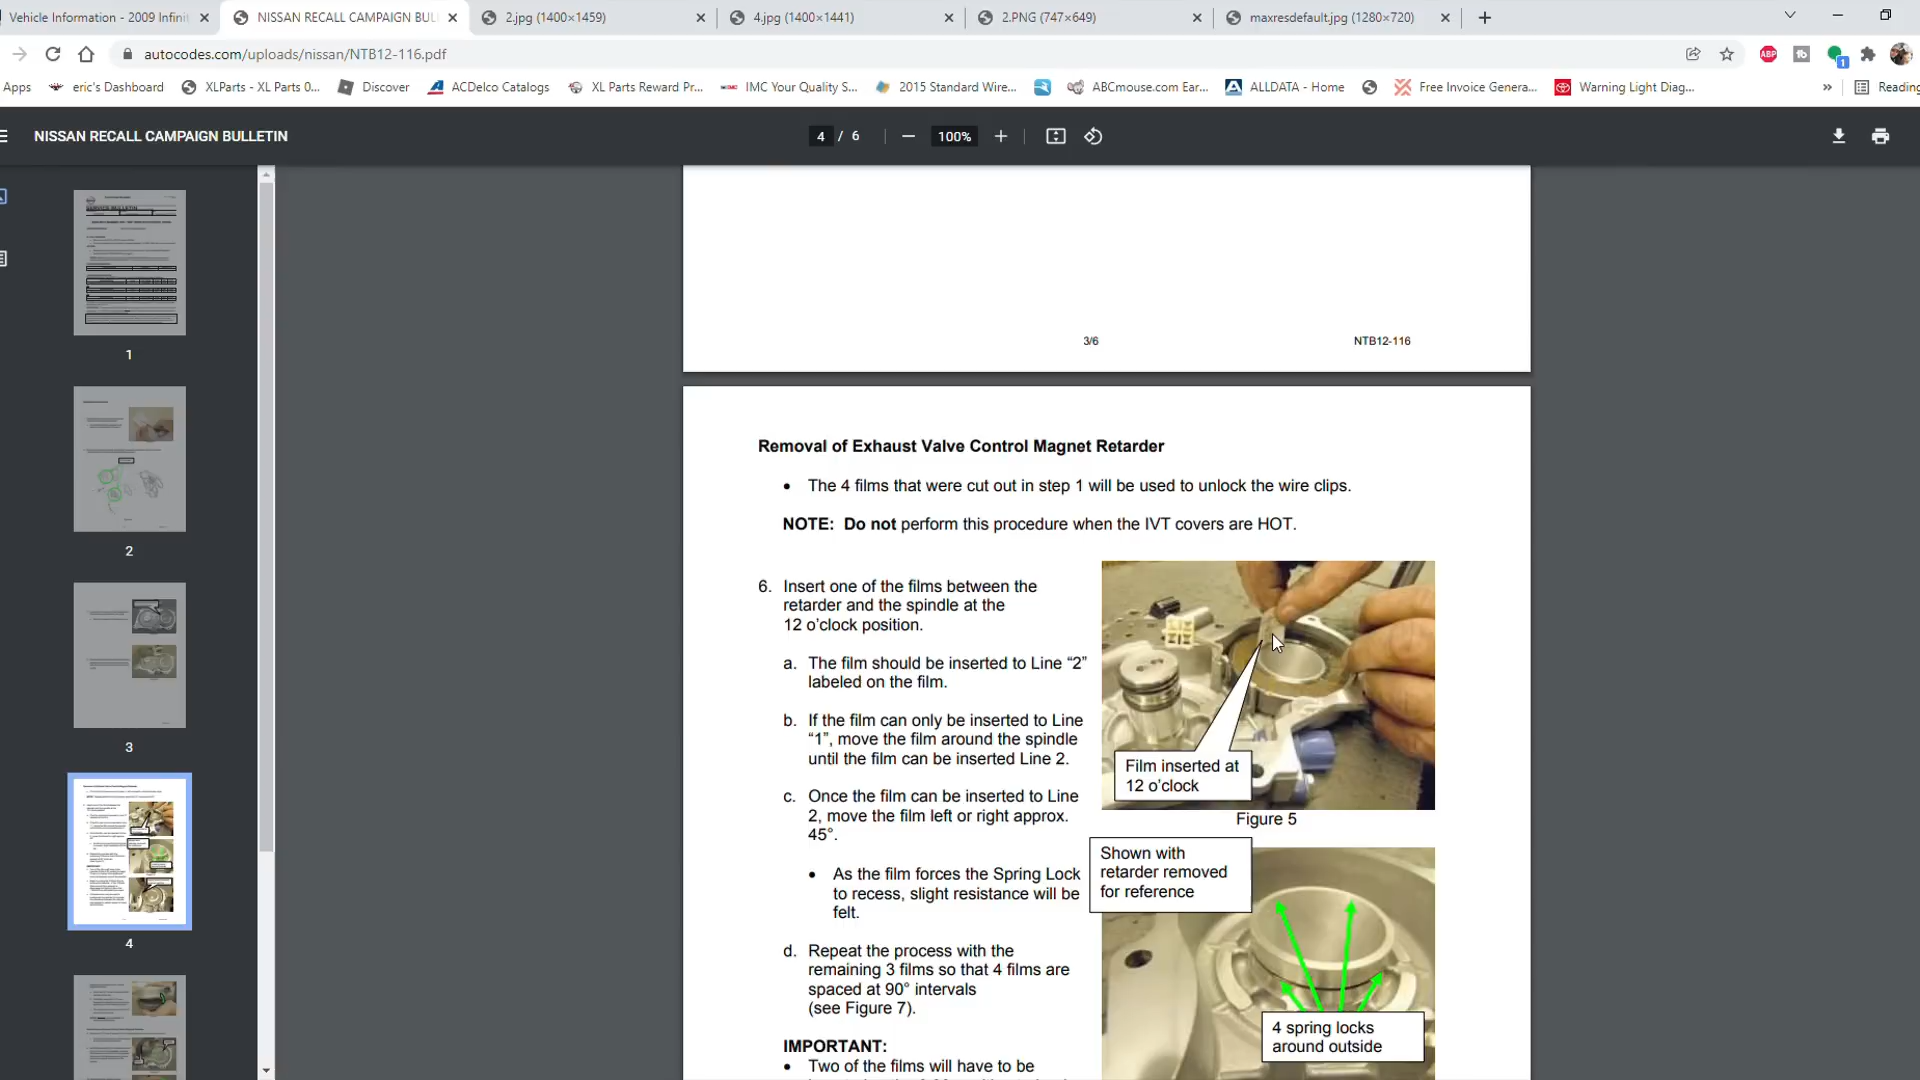 Vehicle Information - 2009 Infinit
NISSAN RECALL CAMPAIGN BUL
2.jpg (1400×1459)
4.jpg (1400×1441)
2.PNG (747×649)
maxresdefault.jpg (1280×720)
autocodes.com/uploads/nissan/NTB12-116.pdf
ABP
1
Apps
eric's Dashboard
XLParts - XL Parts 0...
Discover
ACDelco Catalogs
XL Parts Reward Pr...
IMC Your Quality S...
2015 Standard Wire...
ABCmouse.com Ear...
ALLDATA - Home
Free Invoice Genera...
Warning Light Diag...
»
Reading
NISSAN RECALL CAMPAIGN BULLETIN
4 / 6
100%
1
2
3
4
3/6
NTB12-116
Removal of Exhaust Valve Control Magnet Retarder
• The 4 films that were cut out in step 1 will be used to unlock the wire clips.
NOTE: Do not perform this procedure when the IVT covers are HOT.
6. Insert one of the films between the
retarder and the spindle at the
12 o'clock position.
a. The film should be inserted to Line “2”
labeled on the film.
b. If the film can only be inserted to Line
“1”, move the film around the spindle
until the film can be inserted Line 2.
c. Once the film can be inserted to Line
2, move the film left or right approx.
45°.
• As the film forces the Spring Lock
to recess, slight resistance will be
felt.
d. Repeat the process with the
remaining 3 films so that 4 films are
spaced at 90° intervals
(see Figure 7).
IMPORTANT:
• Two of the films will have to be
Film inserted at
12 o'clock
Figure 5
Shown with
retarder removed
for reference
4 spring locks
around outside